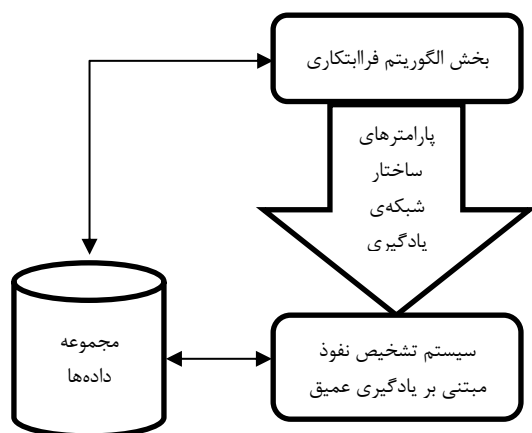 بخش الگوریتم فراابتکاری
پارامترهای
ساختار
شبکه‌ی
یادگیری
مجموعه
داده‌ها
سیستم تشخیص نفوذ
مبتنی بر یادگیری عمیق